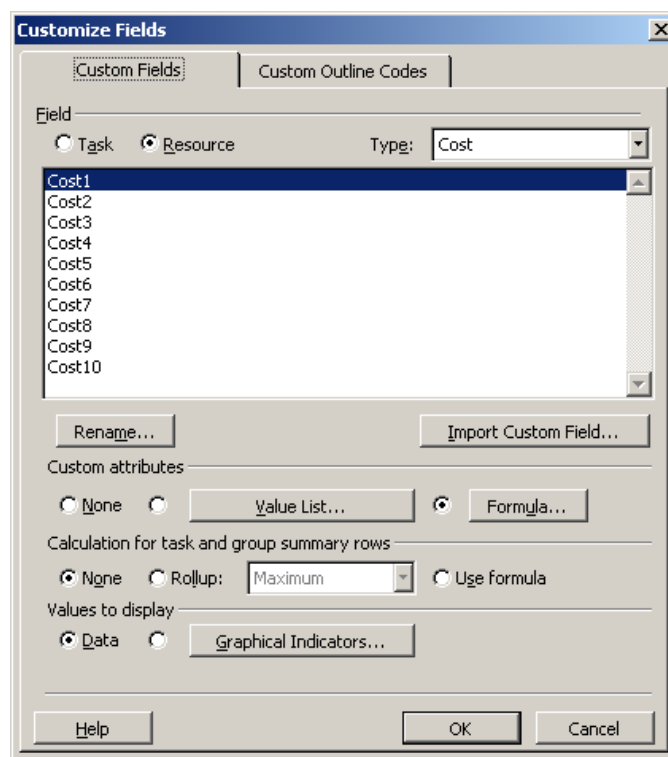 Customize Fields
Custom Fields Custom Outline Codes
Field
Task Resource Type: Cost
Cost1
Cost2
Cost3
Cost4
Cost5
Cost6
Cost7
Cost8
Cost9
Cost10
Rename... Import Custom Field...
Custom attributes
None Value List... Formula...
Calculation for task and group summary rows
None Rollup: Maximum Use formula
Values to display
Data Graphical Indicators...
Help OK Cancel